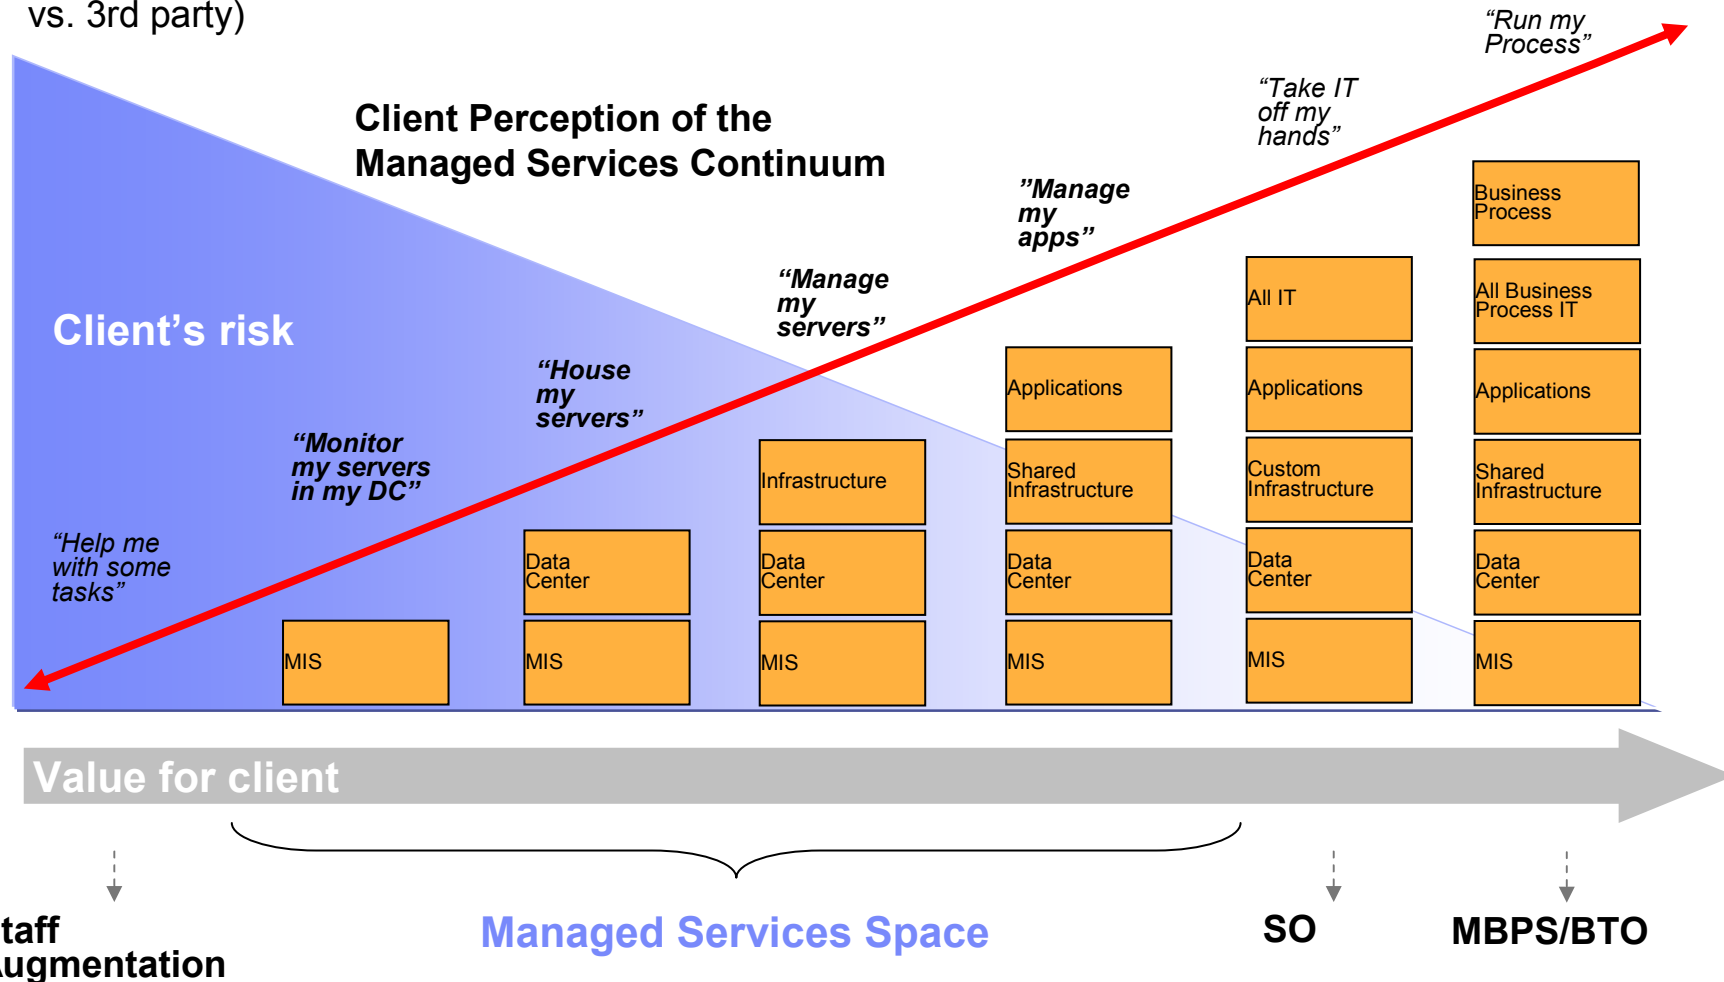 vs. 3rd party)
“Run my
Process”
“Take IT
off my
hands”
Client Perception of the
Managed Services Continuum
”Manage
my
apps”
Business
Process
“Manage
my
servers”
All IT
All Business
Process IT
Client’s risk
“House
my
servers”
Applications
Applications
Applications
“Monitor
my servers
in my DC”
Infrastructure
Shared
Infrastructure
Custom
Infrastructure
Shared
Infrastructure
“Help me
with some
tasks”
Data
Center
Data
Center
Data
Center
Data
Center
Data
Center
MIS
MIS
MIS
MIS
MIS
MIS
Value for client
taff
ugmentation
Managed Services Space
SO
MBPS/BTO